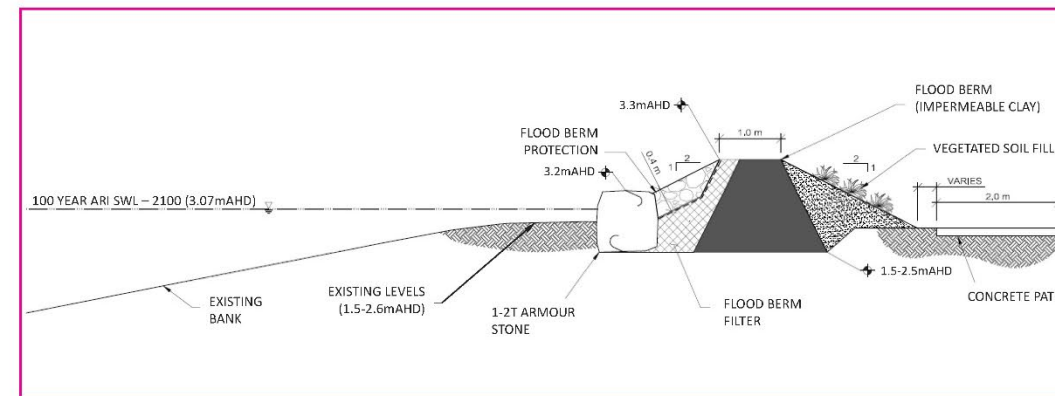 3.3mAHD
1.0 m
FLOOD BERM
(IMPERMEABLE CLAY)
FLOOD BERM
PROTECTION
0.4 m
2
1
2
1
VEGETATED SOIL FILL
3.2mAHD
VARIES
100 YEAR ARI SWL – 2100 (3.07mAHD)
2.0 m
1.5-2.5mAHD
EXISTING
BANK
EXISTING LEVELS
(1.5-2.6mAHD)
1-2T ARMOUR
STONE
FLOOD BERM
FILTER
CONCRETE PAT